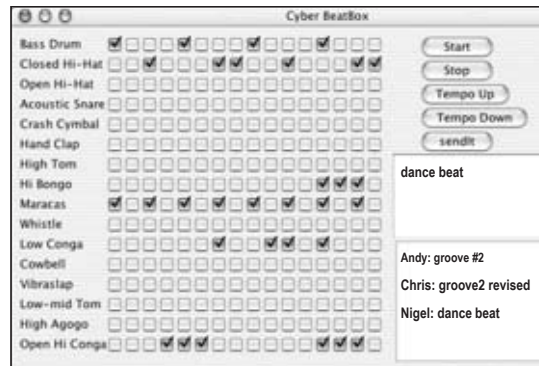 Cyber BeatBox
Bass Drum
Closed Hi-Hat
Open Hi-Hat
Acoustic Snare
Crash Cymbal
Hand Clap
High Tom
Hi Bongo
Maracas
Whistle
Low Conga
Cowbell
Vibraslap
Low-mid Tom
High Agogo
Open Hi Conga
Start
Stop
Tempo Up
Tempo Down
sendIt
dance beat
Andy: groove #2
Chris: groove2 revised
Nigel: dance beat